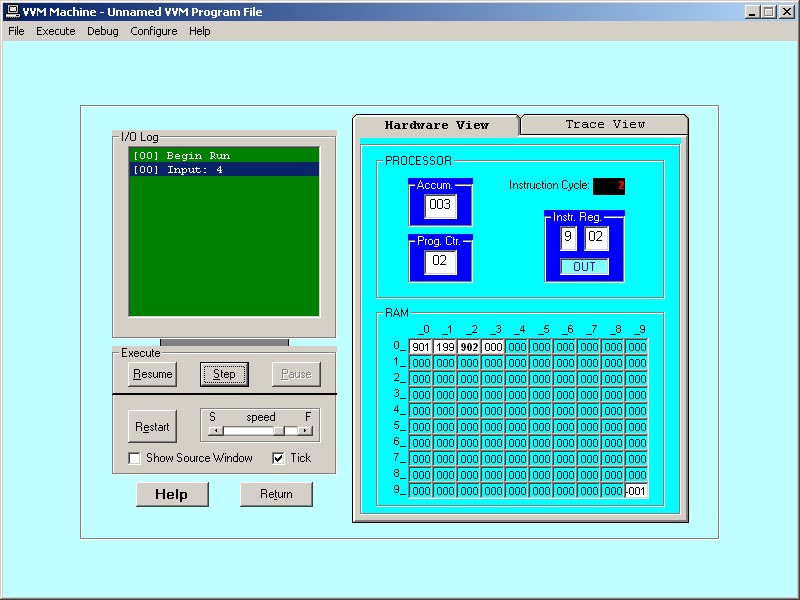 VVM Machine - Unnamed VVM Program File
File Execute Debug Configure Help
I/O Log
[00] Begin Run
[00] Input: 4
Execute
Resume Step Pause
Restart
S speed F
Show Source Window Tick
Help Return
Hardware View Trace View
PROCESSOR
Accum.
003
Instruction Cycle: 2
Prog. Ctr.
02
Instr. Reg.
9 02
OUT
RAM
_0 _1 _2 _3 _4 _5 _6 _7 _8 _9
0_ 901 199 902 000 000 000 000 000 000 000
1_ 000 000 000 000 000 000 000 000 000 000
2_ 000 000 000 000 000 000 000 000 000 000
3_ 000 000 000 000 000 000 000 000 000 000
4_ 000 000 000 000 000 000 000 000 000 000
5_ 000 000 000 000 000 000 000 000 000 000
6_ 000 000 000 000 000 000 000 000 000 000
7_ 000 000 000 000 000 000 000 000 000 000
8_ 000 000 000 000 000 000 000 000 000 000
9_ 000 000 000 000 000 000 000 000 000 -001